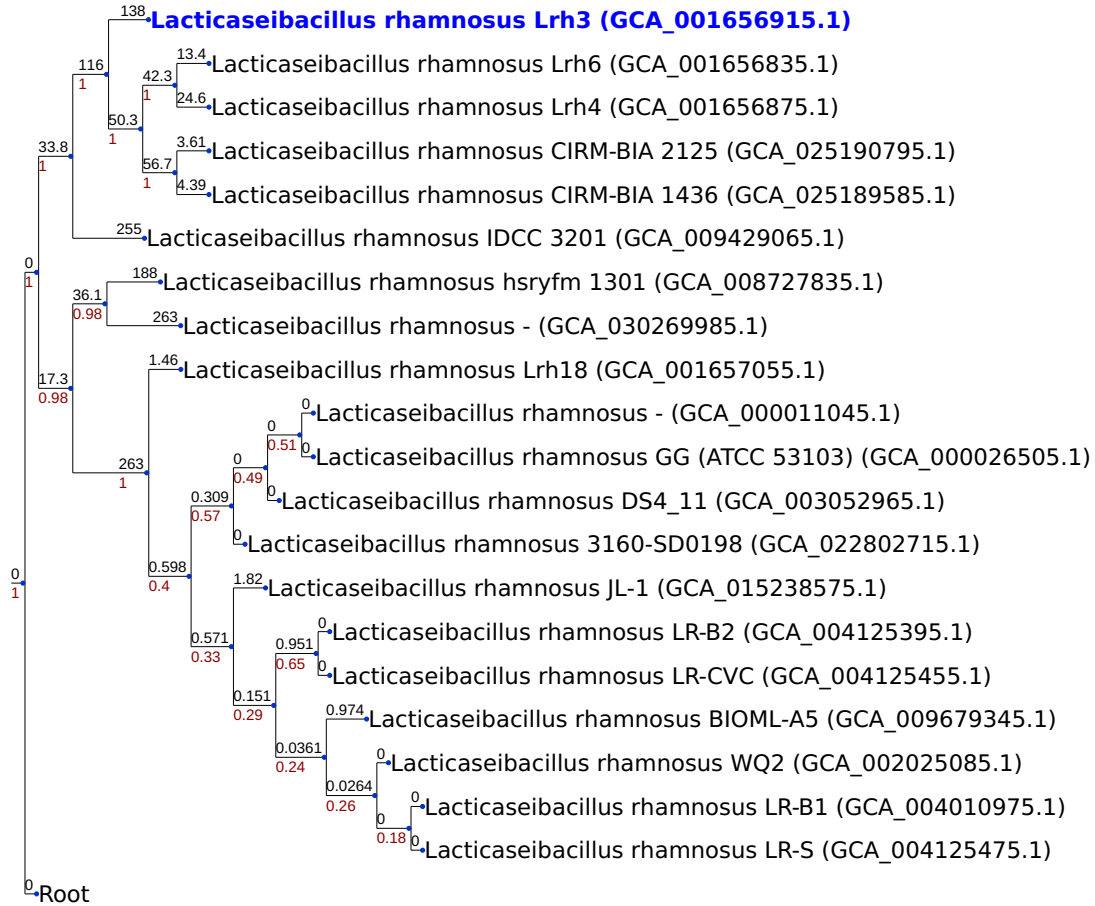 138 Lacticaseibacillus rhamnosus Lrh3 (GCA_001656915.1)
13.4 Lacticaseibacillus rhamnosus Lrh6 (GCA_001656835.1)
116
1
42.3
1
24.6 Lacticaseibacillus rhamnosus Lrh4 (GCA_001656875.1)
50.3
1
3.61 Lacticaseibacillus rhamnosus CIRM-BIA 2125 (GCA_025190795.1)
33.8
1
56.7
1
4.39 Lacticaseibacillus rhamnosus CIRM-BIA 1436 (GCA_025189585.1)
255 Lacticaseibacillus rhamnosus IDCC 3201 (GCA_009429065.1)
0
1
188 Lacticaseibacillus rhamnosus hsryfm 1301 (GCA_008727835.1)
36.1
0.98
263 Lacticaseibacillus rhamnosus - (GCA_030269985.1)
1.46 Lacticaseibacillus rhamnosus Lrh18 (GCA_001657055.1)
17.3
0.98
0 Lacticaseibacillus rhamnosus - (GCA_000011045.1)
0
0.51
0 Lacticaseibacillus rhamnosus GG (ATCC 53103) (GCA_000026505.1)
263
1
0
0.49
0 Lacticaseibacillus rhamnosus DS4_11 (GCA_003052965.1)
0.309
0.57
0 Lacticaseibacillus rhamnosus 3160-SD0198 (GCA_022802715.1)
0.598
0.4
0
1
1.82 Lacticaseibacillus rhamnosus JL-1 (GCA_015238575.1)
0 Lacticaseibacillus rhamnosus LR-B2 (GCA_004125395.1)
0.571
0.33
0.951
0.65
0 Lacticaseibacillus rhamnosus LR-CVC (GCA_004125455.1)
0.151
0.29
0.974 Lacticaseibacillus rhamnosus BIOML-A5 (GCA_009679345.1)
0.0361
0.24
0 Lacticaseibacillus rhamnosus WQ2 (GCA_002025085.1)
0.0264
0.26
0 Lacticaseibacillus rhamnosus LR-B1 (GCA_004010975.1)
0
0.18
0 Lacticaseibacillus rhamnosus LR-S (GCA_004125475.1)
0 Root